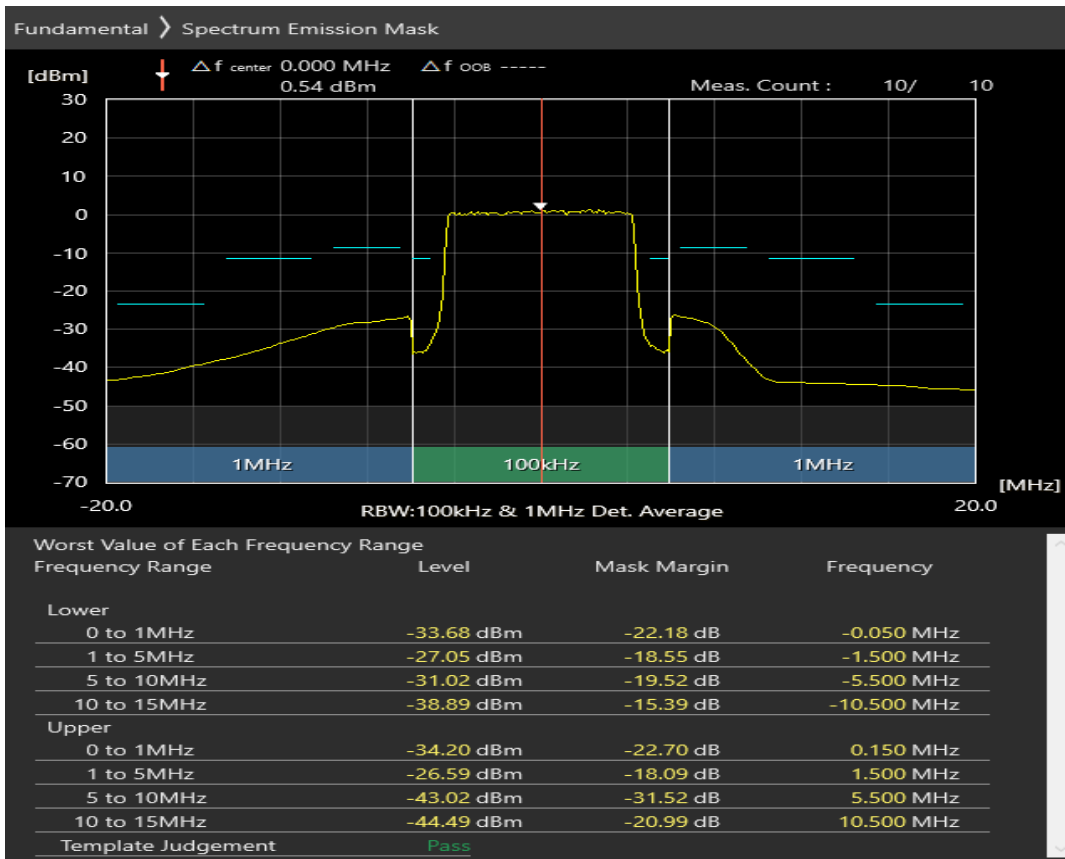 Fundamental ❯ Spectrum Emission Mask
[dBm]
△f center 0.000 MHz △f OOB -----
0.54 dBm
Meas. Count : 10/ 10
30
20
10
0
-10
-20
-30
-40
-50
-60
-70
1MHz 100kHz 1MHz
[MHz]
-20.0 RBW:100kHz & 1MHz Det. Average 20.0
Worst Value of Each Frequency Range
Frequency Range Level Mask Margin Frequency
Lower
0 to 1MHz -33.68 dBm -22.18 dB -0.050 MHz
1 to 5MHz -27.05 dBm -18.55 dB -1.500 MHz
5 to 10MHz -31.02 dBm -19.52 dB -5.500 MHz
10 to 15MHz -38.89 dBm -15.39 dB -10.500 MHz
Upper
0 to 1MHz -34.20 dBm -22.70 dB 0.150 MHz
1 to 5MHz -26.59 dBm -18.09 dB 1.500 MHz
5 to 10MHz -43.02 dBm -31.52 dB 5.500 MHz
10 to 15MHz -44.49 dBm -20.99 dB 10.500 MHz
Template Judgement Pass